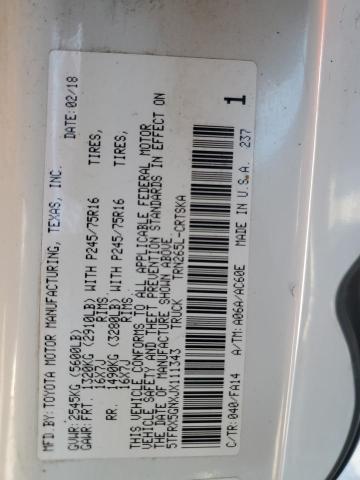 MFD.BY:TOYOTA MOTOR MANUFACTURING, TEXAS, INC. DATE: 02/18
GVWR:2545KG (5600LB)
GAWR:FRT. 1320KG (2910LB) WITH P245/75R16 TIRES,
16X7J RIMS
RR. 1490KG (3280LB) WITH P245/75R16 TIRES,
16X7J RIMS.
THIS VEHICLE CONFORMS TO ALL APPLICABLE FEDERAL MOTOR
VEHICLE SAFETY AND THEFT PREVENTION STANDARDS IN EFFECT ON
THE DATE OF MANUFACTURE SHOWN ABOVE.
5TFRX5GNXJX111343 TRUCK TRN265L-CRTSKA
1
C/TR: 040/FA14 A/TM: A06A/AC60E MADE IN U.S.A. 237